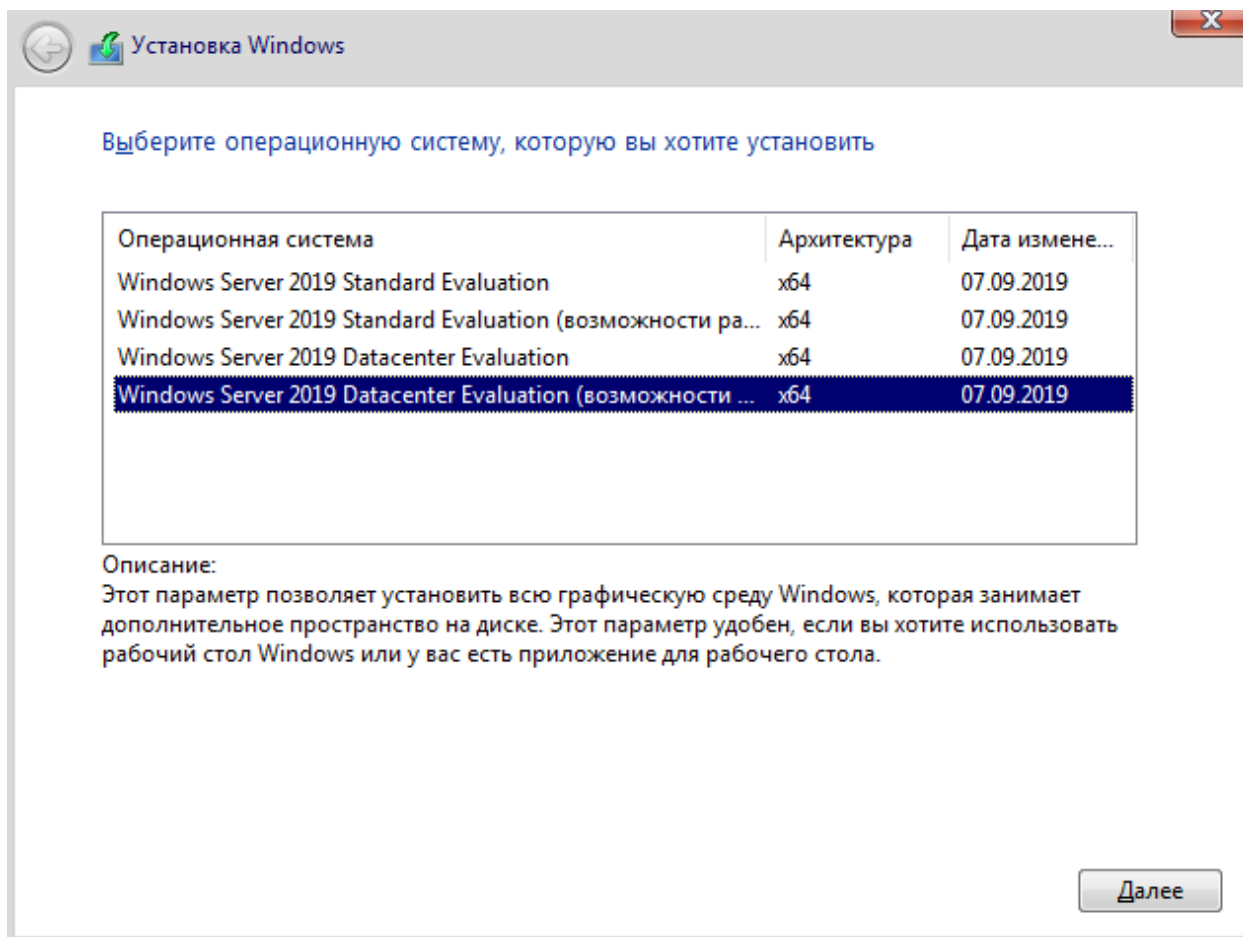 Установка Windows
Выберите операционную систему, которую вы хотите установить
Операционная система Архитектура Дата измене...
Windows Server 2019 Standard Evaluation x64 07.09.2019
Windows Server 2019 Standard Evaluation (возможности ра... x64 07.09.2019
Windows Server 2019 Datacenter Evaluation x64 07.09.2019
Windows Server 2019 Datacenter Evaluation (возможности ... x64 07.09.2019
Описание:
Этот параметр позволяет установить всю графическую среду Windows, которая занимает
дополнительное пространство на диске. Этот параметр удобен, если вы хотите использовать
рабочий стол Windows или у вас есть приложение для рабочего стола.
Далее